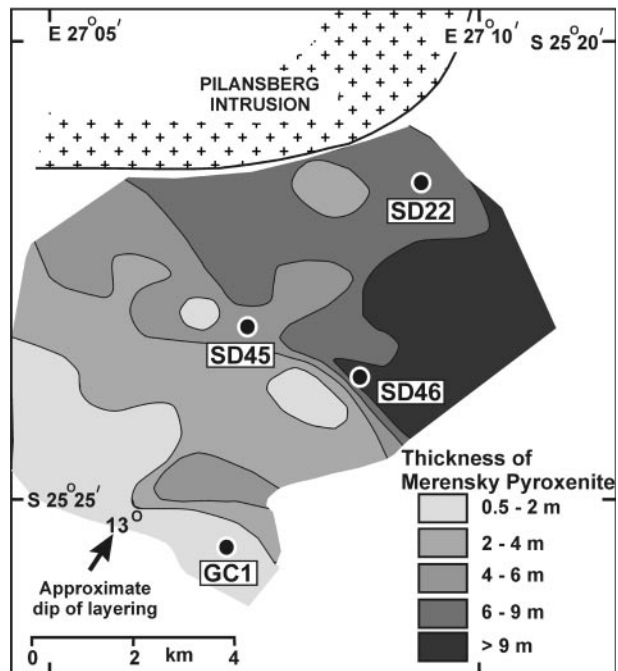 E 27° 05′
E 27° 10′
S 25° 20′
PILANSBERG
INTRUSION
SD22
SD45
SD46
S 25° 25′
13°
GC1
Approximate
dip of layering
0 2 4
km
Thickness of
Merensky Pyroxenite
0.5 - 2 m
2 - 4 m
4 - 6 m
6 - 9 m
> 9 m